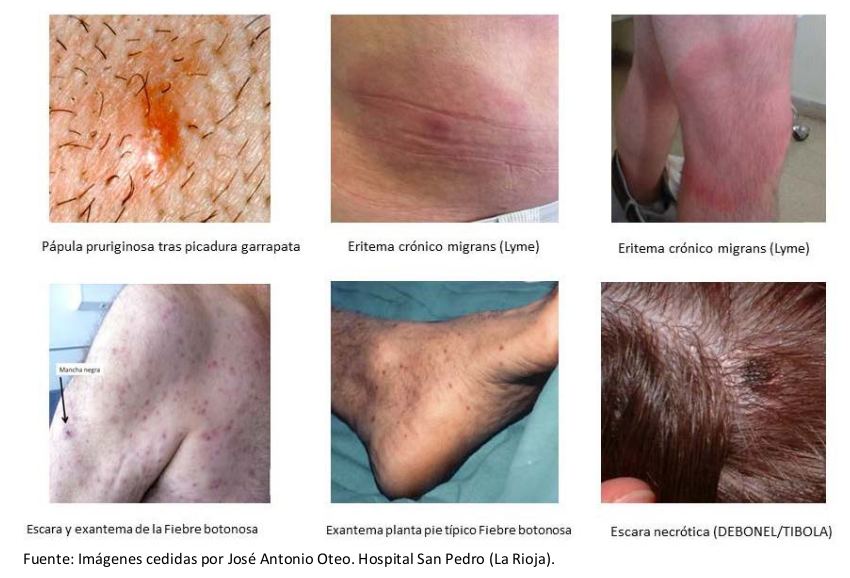 Pápula pruriginosa tras picadura garrapata
Eritema crónico migrans (Lyme)
Eritema crónico migrans (Lyme)
Mancha negra
Escara y exantema de la Fiebre botonosa
Exantema planta pie típico Fiebre botonosa
Escara necrótica (DEBONEL/TIBOLA)
Fuente: Imágenes cedidas por José Antonio Oteo. Hospital San Pedro (La Rioja).